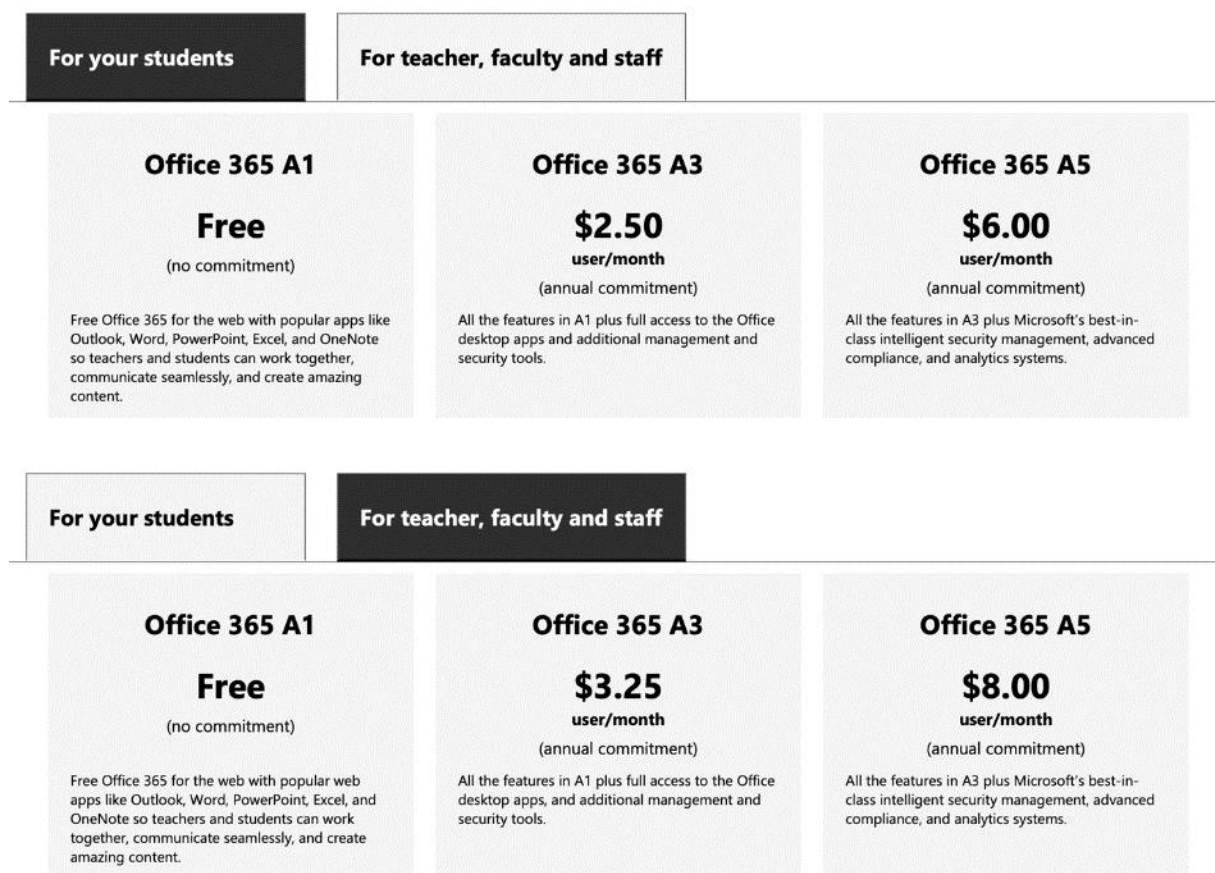 For your students
For teacher, faculty and staff
Office 365 A1
Free
(no commitment)
Free Office 365 for the web with popular apps like
Outlook, Word, PowerPoint, Excel, and OneNote
so teachers and students can work together,
communicate seamlessly, and create amazing
content.
Office 365 A3
$2.50
user/month
(annual commitment)
All the features in A1 plus full access to the Office
desktop apps and additional management and
security tools.
Office 365 A5
$6.00
user/month
(annual commitment)
All the features in A3 plus Microsoft's best-in-
class intelligent security management, advanced
compliance, and analytics systems.
For your students
For teacher, faculty and staff
Office 365 A1
Free
(no commitment)
Free Office 365 for the web with popular web
apps like Outlook, Word, PowerPoint, Excel, and
OneNote so teachers and students can work
together, communicate seamlessly, and create
amazing content.
Office 365 A3
$3.25
user/month
(annual commitment)
All the features in A1 plus full access to the Office
desktop apps, and additional management and
security tools.
Office 365 A5
$8.00
user/month
(annual commitment)
All the features in A3 plus Microsoft's best-in-
class intelligent security management, advanced
compliance, and analytics systems.